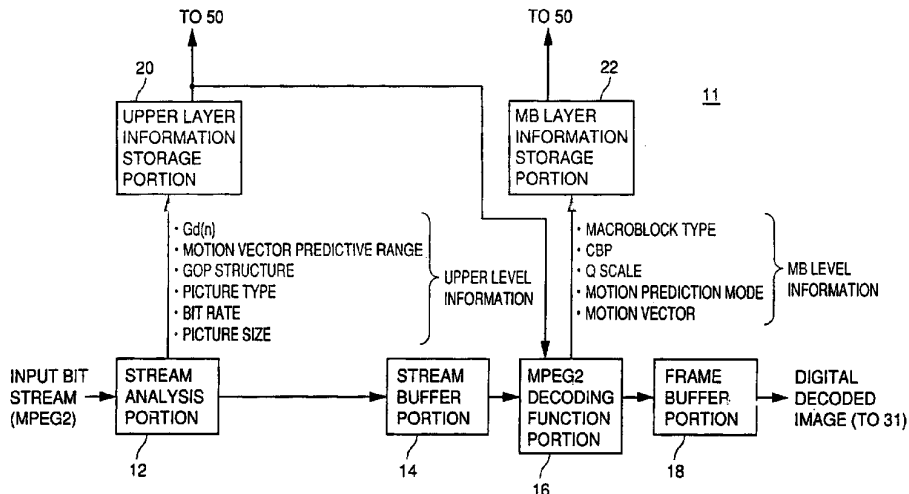 TO 50
TO 50
20
22
11
UPPER LAYER
INFORMATION
STORAGE
PORTION
MB LAYER
INFORMATION
STORAGE
PORTION
• Gd(n)
• MOTION VECTOR PREDICTIVE RANGE
• GOP STRUCTURE
• PICTURE TYPE
• BIT RATE
• PICTURE SIZE
UPPER LEVEL
INFORMATION
• MACROBLOCK TYPE
• CBP
• Q SCALE
• MOTION PREDICTION MODE
• MOTION VECTOR
MB LEVEL
INFORMATION
INPUT BIT
STREAM
(MPEG2)
STREAM
ANALYSIS
PORTION
STREAM
BUFFER
PORTION
MPEG2
DECODING
FUNCTION
PORTION
FRAME
BUFFER
PORTION
DIGITAL
DECODED
IMAGE (TO 31)
12
14
16
18